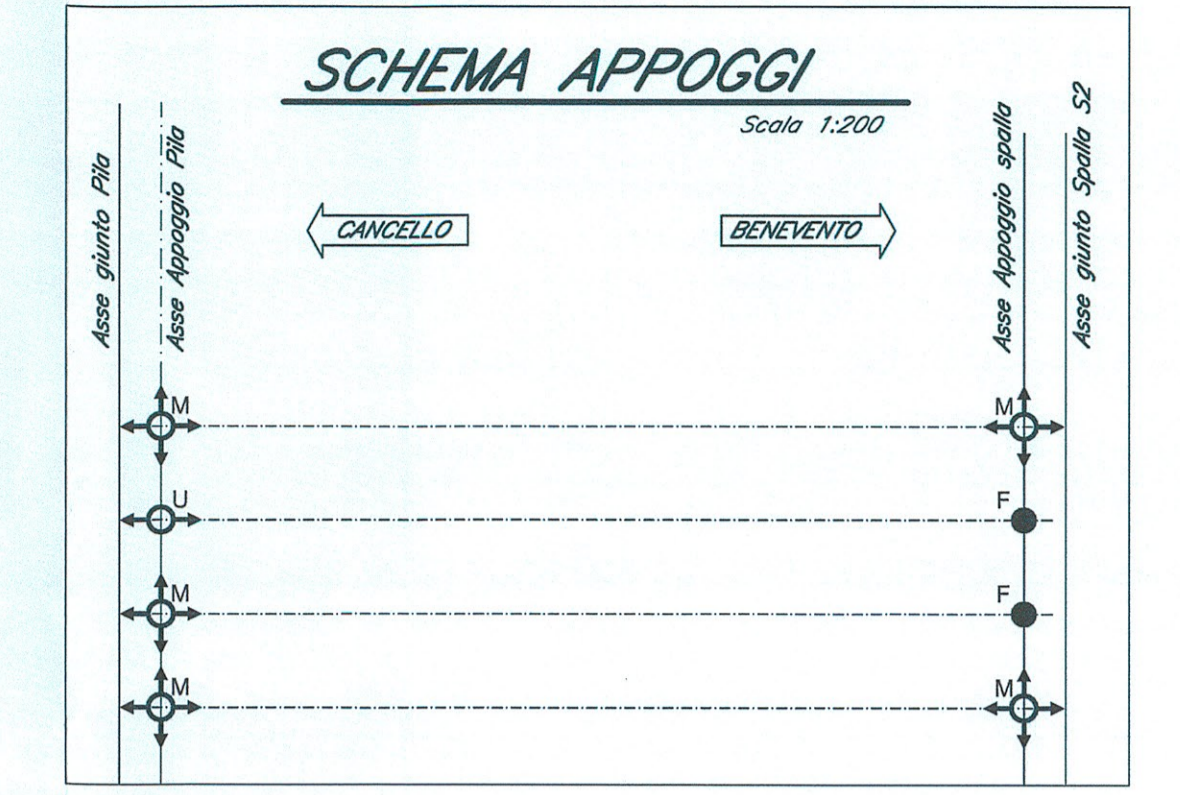 SCHEMA APPOGGI
Scala 1:200
Asse giunto Pila
Asse Appoggio Pila
CANCELLO
BENEVENTO
Asse Appoggio spalla
Asse giunto Spalla S2
M
M
U
F
M
F
M
M